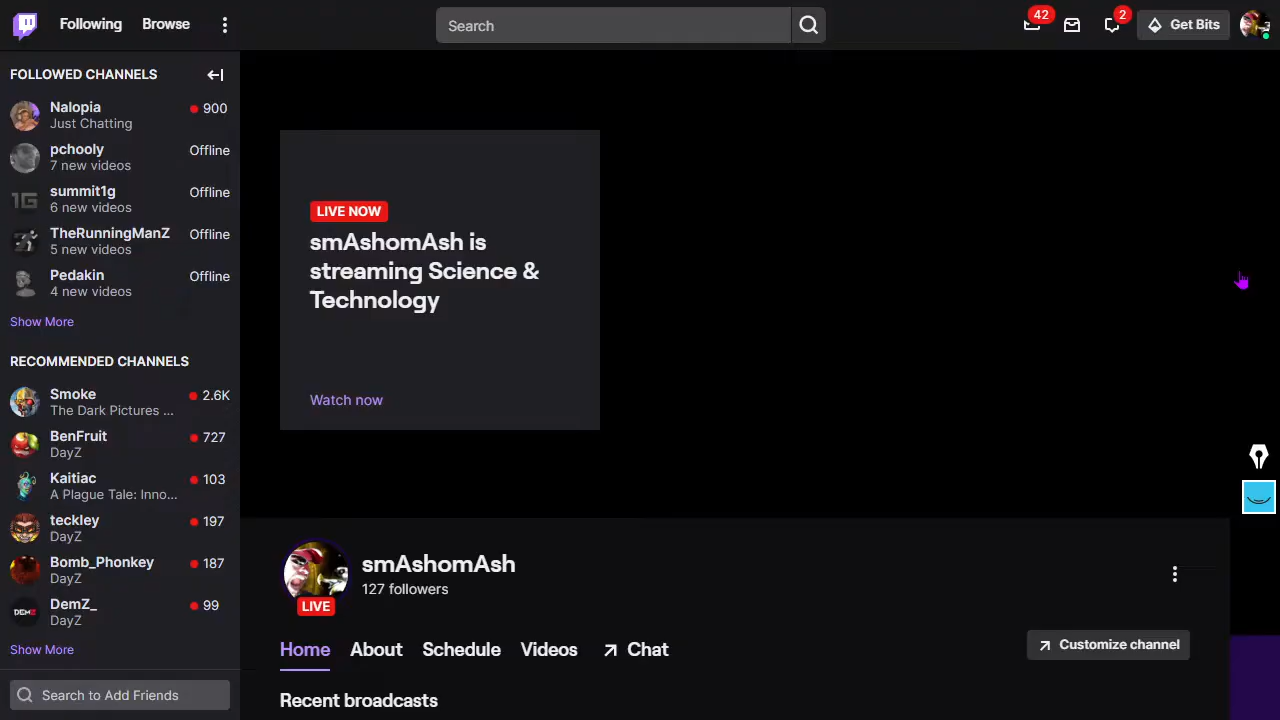 Following
Browse
Search
42
2
Get Bits
FOLLOWED CHANNELS
Nalopia
900
Just Chatting
pchooly
Offline
7 new videos
summit1g
Offline
6 new videos
TheRunningManZ
Offline
5 new videos
Pedakin
Offline
4 new videos
Show More
RECOMMENDED CHANNELS
Smoke
2.6K
The Dark Pictures ...
BenFruit
727
DayZ
Kaitiac
103
A Plague Tale: Inno...
teckley
197
DayZ
Bomb_Phonkey
187
DayZ
DemZ_
99
DayZ
Show More
Search to Add Friends
LIVE NOW
smAshomAsh is
streaming Science &
Technology
Watch now
smAshomAsh
127 followers
LIVE
Home
About
Schedule
Videos
Chat
Customize channel
Recent broadcasts
1G
DEMZ